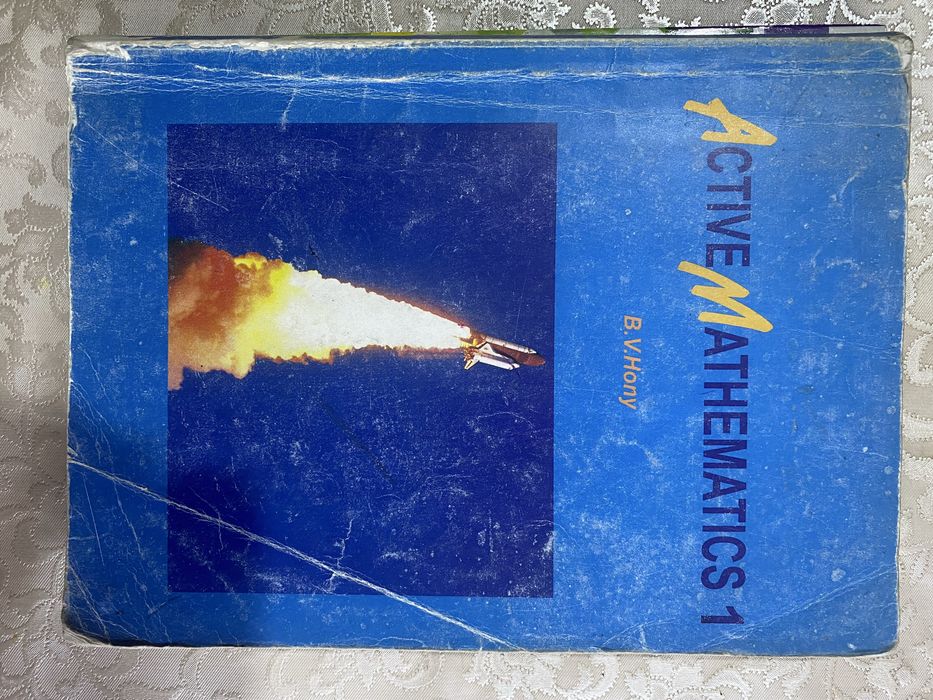 ACTIVE MATHEMATICS 1
B.V.Hony